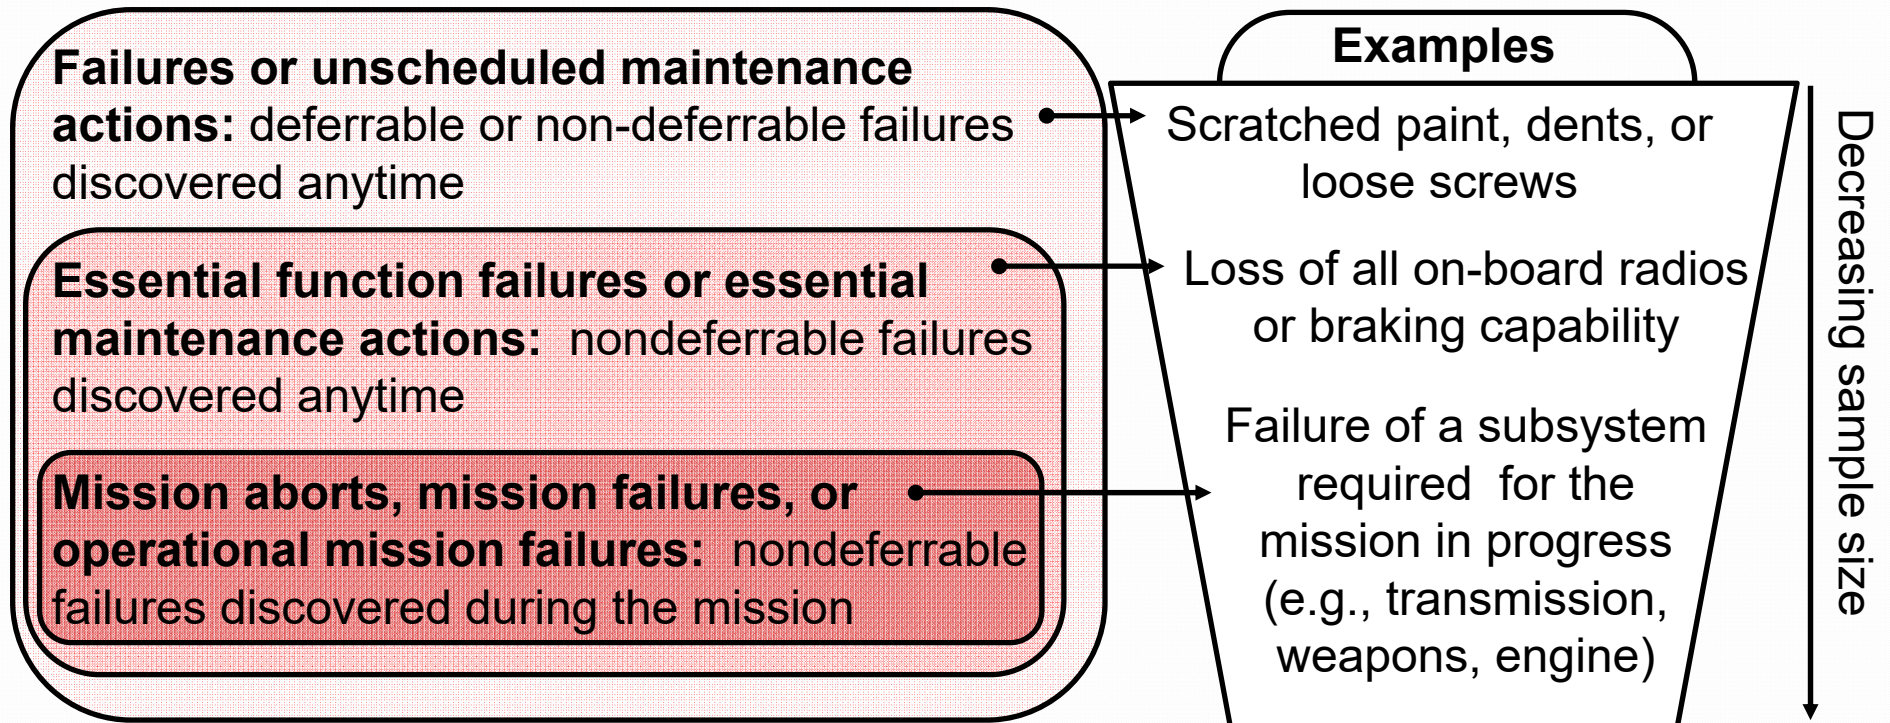 Failures or unscheduled maintenance
actions: deferrable or non-deferrable failures
discovered anytime
Essential function failures or essential
maintenance actions:  nondeferrable failures
discovered anytime
Mission aborts, mission failures, or
operational mission failures:  nondeferrable
failures discovered during the mission
Examples
Scratched paint, dents, or
loose screws
Loss of all on-board radios
or braking capability
Failure of a subsystem
required  for the
mission in progress
(e.g., transmission,
weapons, engine)
Decreasing sample size